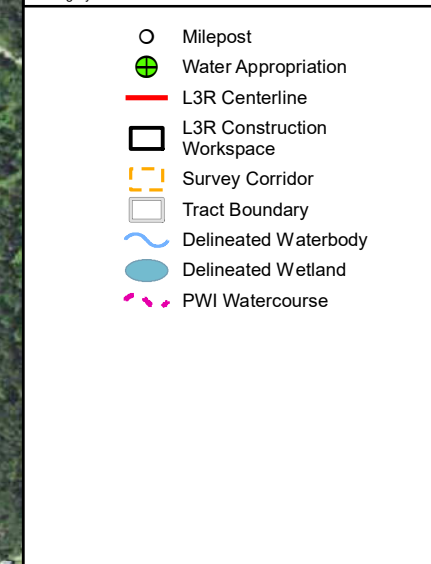 Milepost
Water Appropriation
L3R Centerline
L3R Construction
Workspace
Survey Corridor
Tract Boundary
Delineated Waterbody
Delineated Wetland
PWI Watercourse